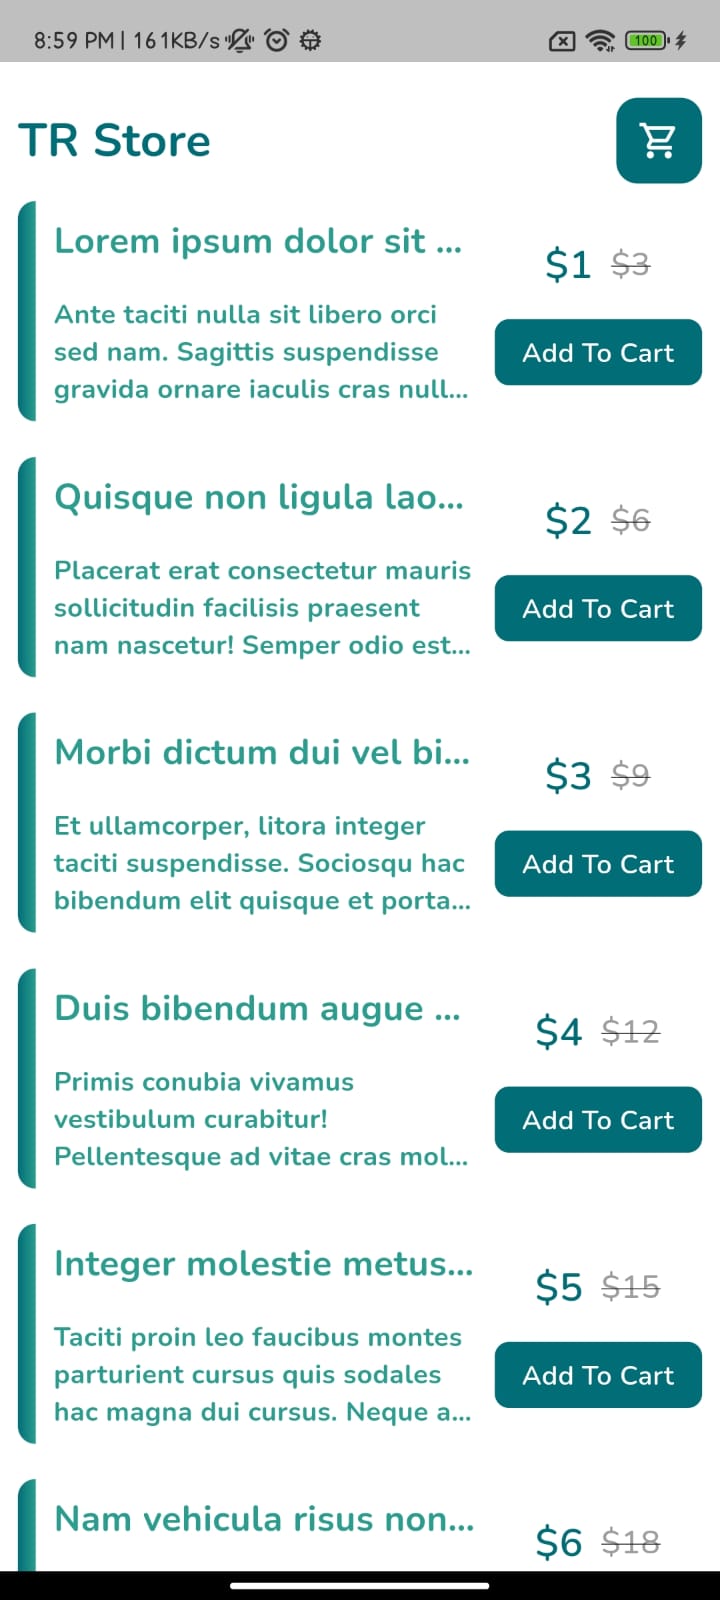 8:59 PM | 161KB/s
100
TR Store
Lorem ipsum dolor sit ...
$1 $3
Ante taciti nulla sit libero orci
sed nam. Sagittis suspendisse
gravida ornare iaculis cras null...
Add To Cart
Quisque non ligula lao...
$2 $6
Placerat erat consectetur mauris
sollicitudin facilisis praesent
nam nascetur! Semper odio est...
Add To Cart
Morbi dictum dui vel bi...
$3 $9
Et ullamcorper, litora integer
taciti suspendisse. Sociosqu hac
bibendum elit quisque et porta...
Add To Cart
Duis bibendum augue ...
$4 $12
Primis conubia vivamus
vestibulum curabitur!
Pellentesque ad vitae cras mol...
Add To Cart
Integer molestie metus...
$5 $15
Taciti proin leo faucibus montes
parturient cursus quis sodales
hac magna dui cursus. Neque a...
Add To Cart
Nam vehicula risus non...
$6 $18